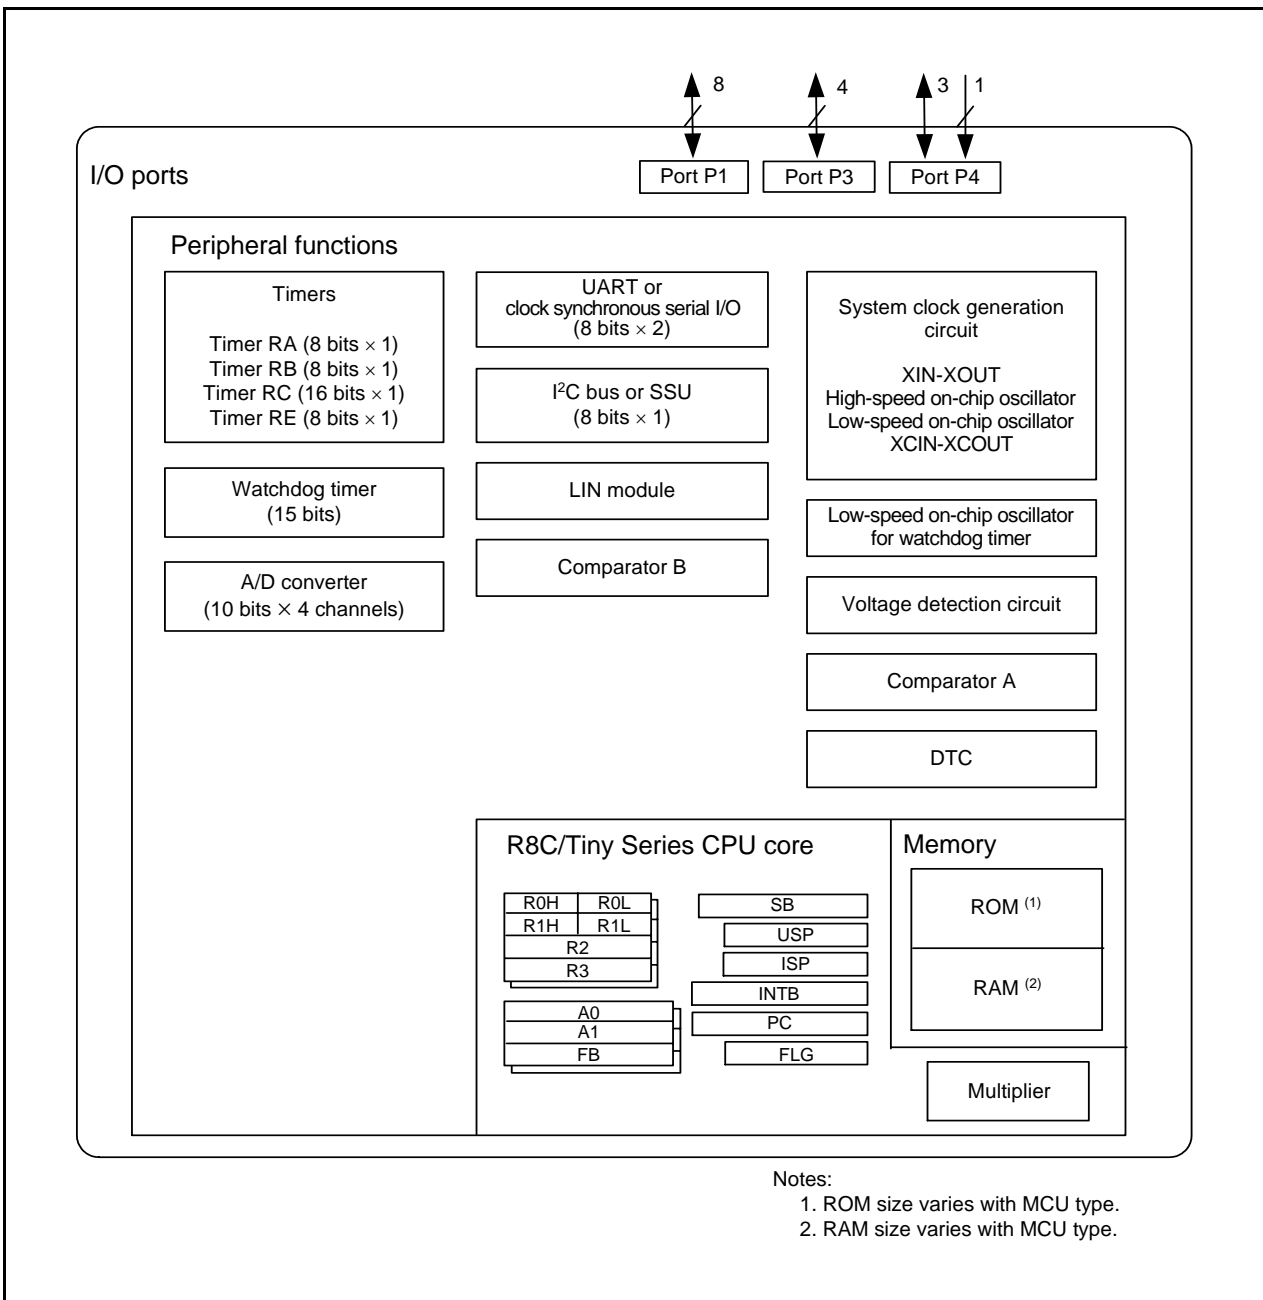 8
4
3
1
I/O ports
Port P1
Port P3
Port P4
Peripheral functions
Timers
Timer RA (8 bits × 1)
Timer RB (8 bits × 1)
Timer RC (16 bits × 1)
Timer RE (8 bits × 1)
Watchdog timer
(15 bits)
A/D converter
(10 bits × 4 channels)
UART or
clock synchronous serial I/O
(8 bits × 2)
I²C bus or SSU
(8 bits × 1)
LIN module
Comparator B
System clock generation
circuit
XIN-XOUT
High-speed on-chip oscillator
Low-speed on-chip oscillator
XCIN-XCOUT
Low-speed on-chip oscillator
for watchdog timer
Voltage detection circuit
Comparator A
DTC
R8C/Tiny Series CPU core
R0H
R0L
R1H
R1L
R2
R3
A0
A1
FB
SB
USP
ISP
INTB
PC
FLG
Memory
ROM (1)
RAM (2)
Multiplier
Notes:
1. ROM size varies with MCU type.
2. RAM size varies with MCU type.